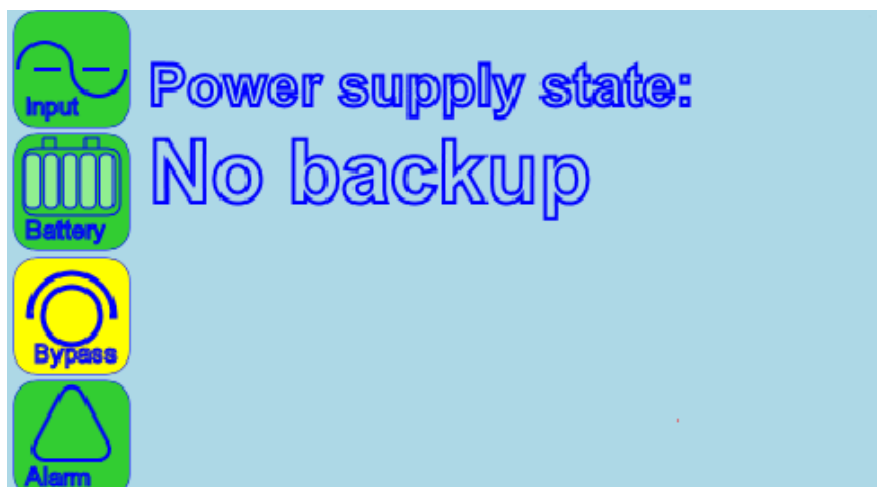 Input
Power supply state:
No backup
Battery
Bypass
Alarm